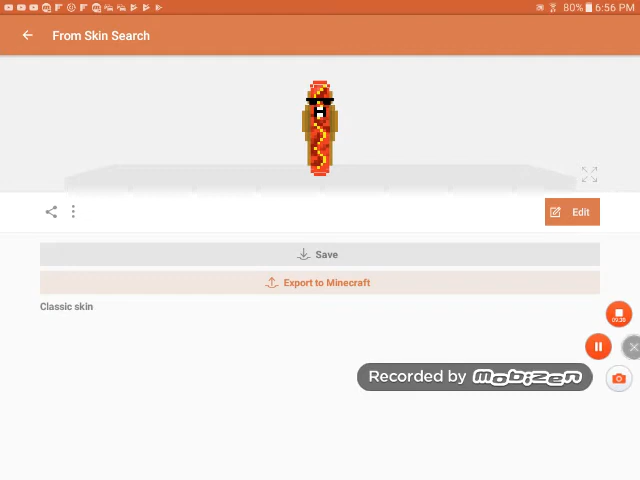 80% 6:56 PM
From Skin Search
Edit
Save
Export to Minecraft
Classic skin
Recorded by mobizen